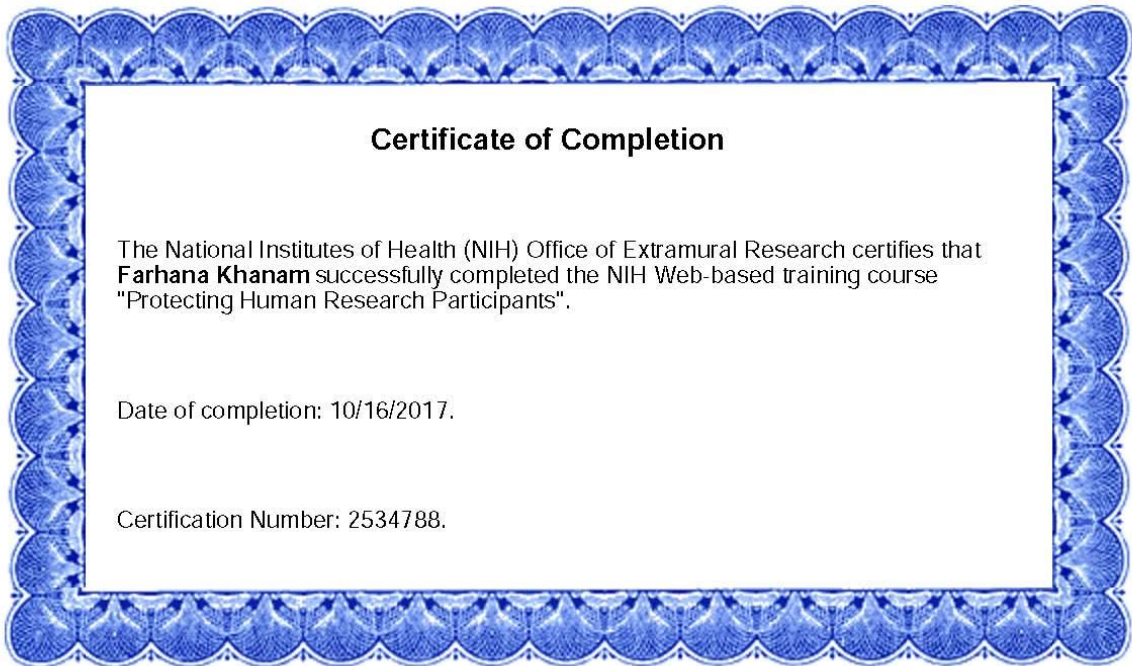 Certificate of Completion
The National Institutes of Health (NIH) Office of Extramural Research certifies that
Farhana Khanam successfully completed the NIH Web-based training course
"Protecting Human Research Participants".
Date of completion: 10/16/2017.
Certification Number: 2534788.